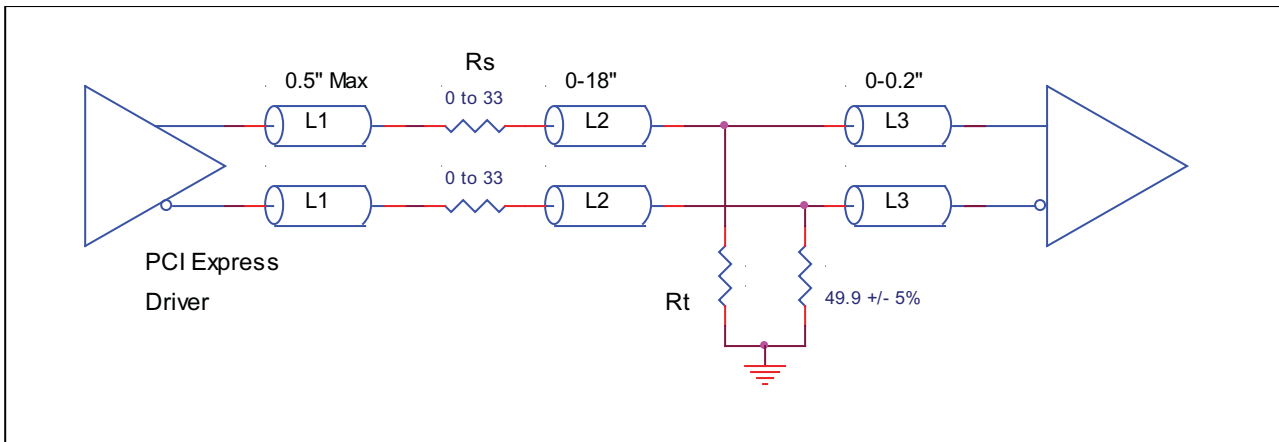 Rs
0.5" Max
0-18"
0-0.2"
0 to 33
L1
L2
L3
0 to 33
L1
L2
L3
PCI Express
Driver
Rt
49.9 +/- 5%